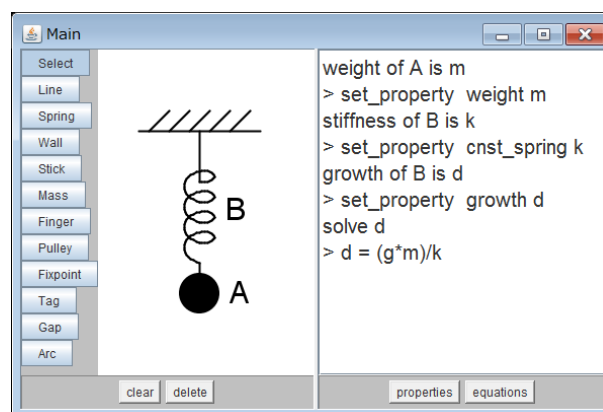 Main
Select
Line
Spring
Wall
Stick
Mass
Finger
Pulley
Fixpoint
Tag
Gap
Arc
B
A
clear delete
weight of A is m
> set_property weight m
stiffness of B is k
> set_property cnst_spring k
growth of B is d
> set_property growth d
solve d
> d = (g*m)/k
properties equations